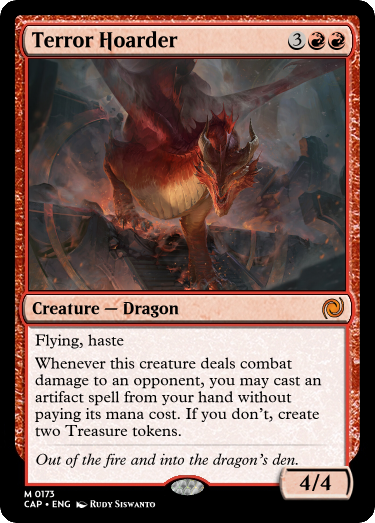 Terror Hoarder 3
Creature — Dragon
Flying, haste
Whenever this creature deals combat
damage to an opponent, you may cast an
artifact spell from your hand without
paying its mana cost. If you don't, create
two Treasure tokens.
Out of the fire and into the dragon's den.
4/4
M 0173
CAP • ENG Rudy Siswanto